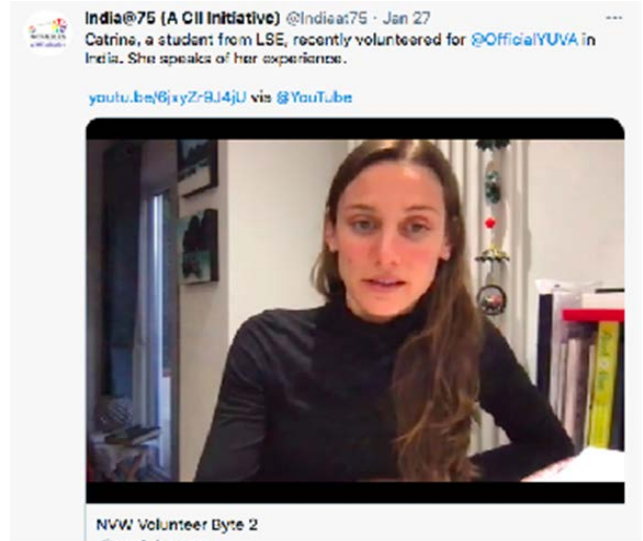 India@75 (A CII Initiative) @Indiaat75 · Jan 27
Catrina, a student from LSE, recently volunteered for @OfficialYUVA in
India. She speaks of her experience.
youtu.be/6jxyZr9J4jU via @YouTube
NVW Volunteer Byte 2